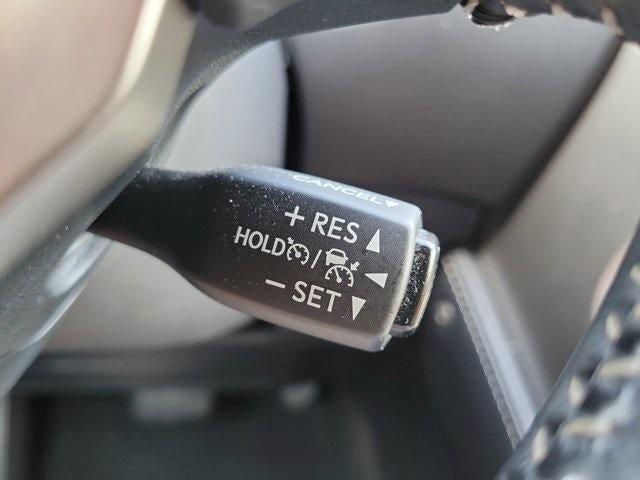 CANCEL ▼
+ RES ▲
HOLD /
− SET ▼